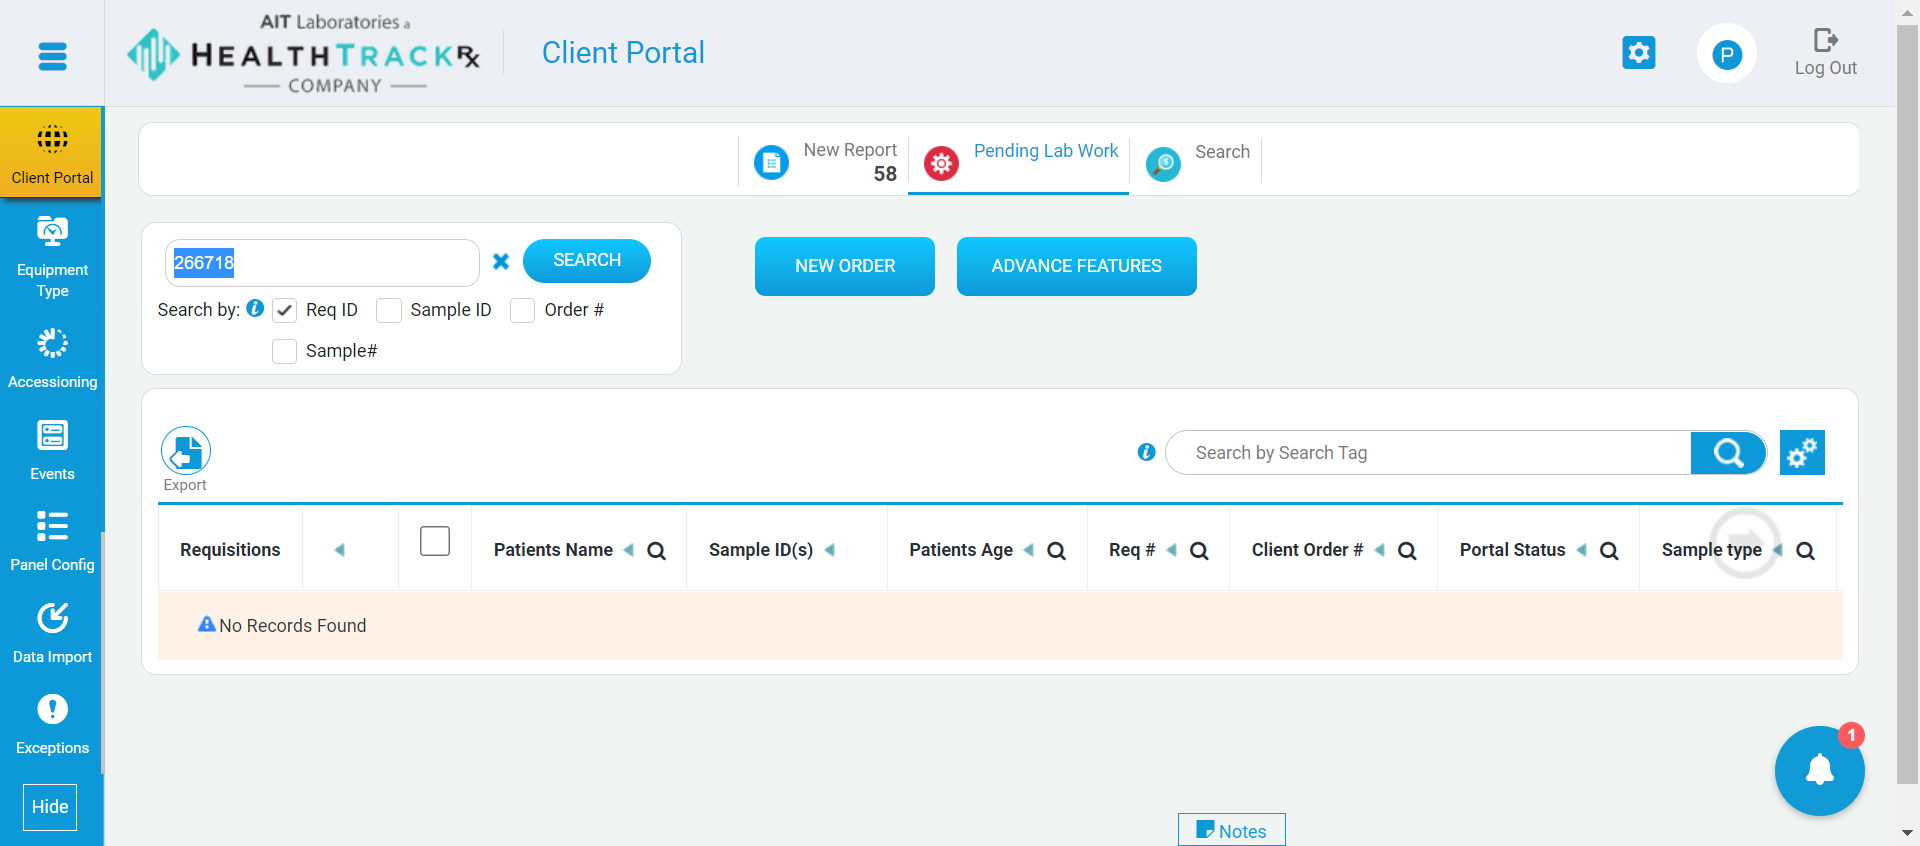 AIT Laboratories a
HEALTHTRACKRx
COMPANY
Client Portal
P
Log Out
Client Portal
Equipment
Type
Accessioning
Events
Panel Config
Data Import
Exceptions
Hide
New Report
58
Pending Lab Work
Search
266718
SEARCH
Search by:
Req ID
Sample ID
Order #
Sample#
NEW ORDER
ADVANCE FEATURES
Export
Search by Search Tag
Requisitions
Patients Name
Sample ID(s)
Patients Age
Req #
Client Order #
Portal Status
Sample type
No Records Found
1
Notes